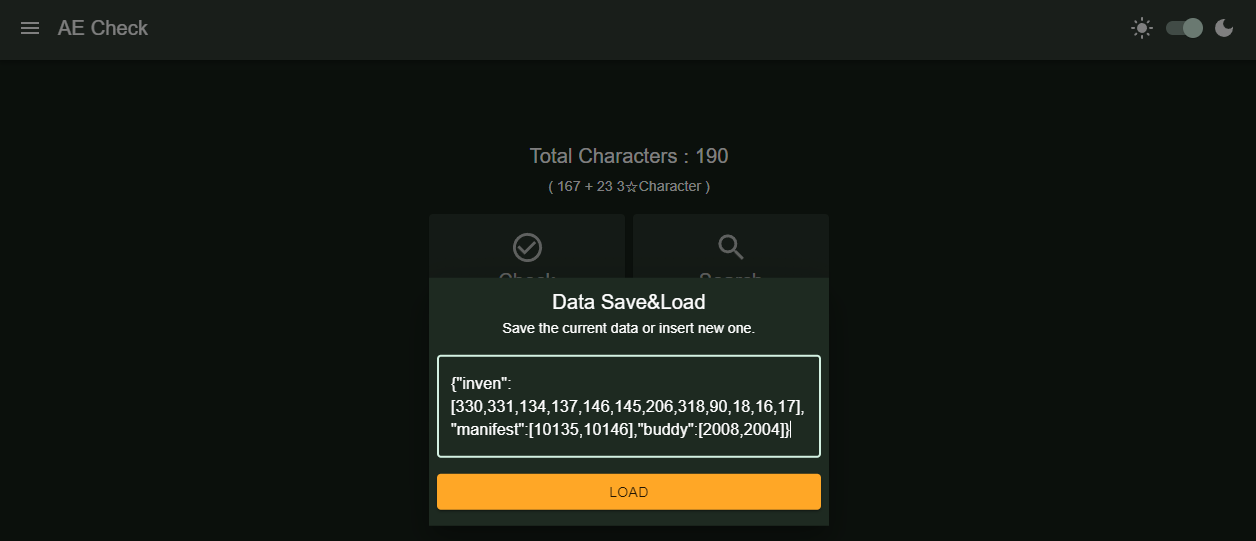 AE Check
Total Characters : 190
( 167 + 23 3☆Character )
Check
Search
Data Save&Load
Save the current data or insert new one.
{"inven":
[330,331,134,137,146,145,206,318,90,18,16,17],
"manifest":[10135,10146],"buddy":[2008,2004]}
LOAD